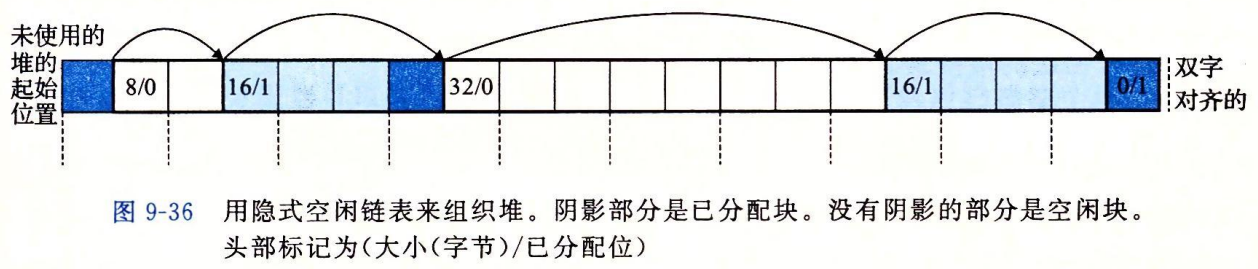 未使用的
堆的
起始
位置
8/0
16/1
32/0
16/1
0/1
双字
对齐的
图 9-36 用隐式空闲链表来组织堆。阴影部分是已分配块。没有阴影的部分是空闲块。
头部标记为(大小(字节)/已分配位)